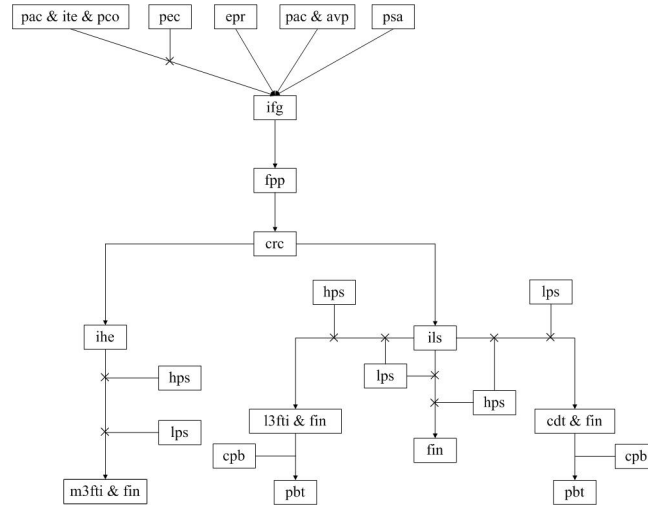 pac & ite & pco
pec
epr
pac & avp
psa
ifg
fpp
crc
hps
lps
ihe
ils
hps
lps
hps
lps
l3fti & fin
cdt & fin
cpb
fin
cpb
m3fti & fin
pbt
pbt